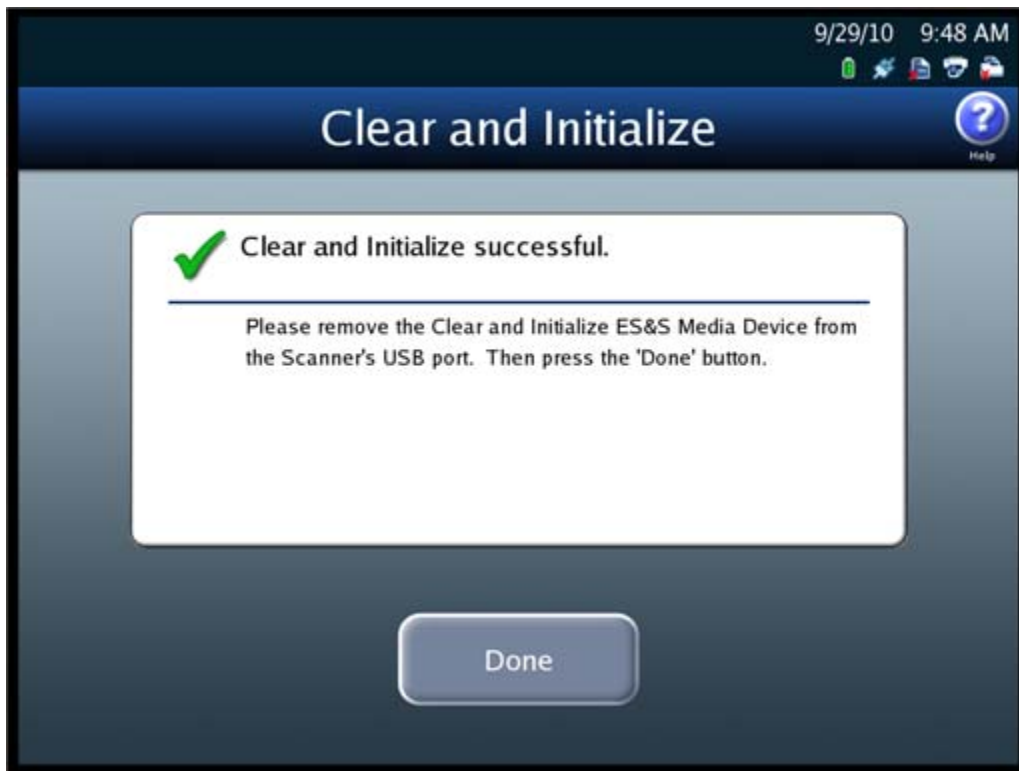 9/29/10 9:48 AM
Clear and Initialize
?
Help
Clear and Initialize successful.
Please remove the Clear and Initialize ES&S Media Device from
the Scanner's USB port. Then press the 'Done' button.
Done